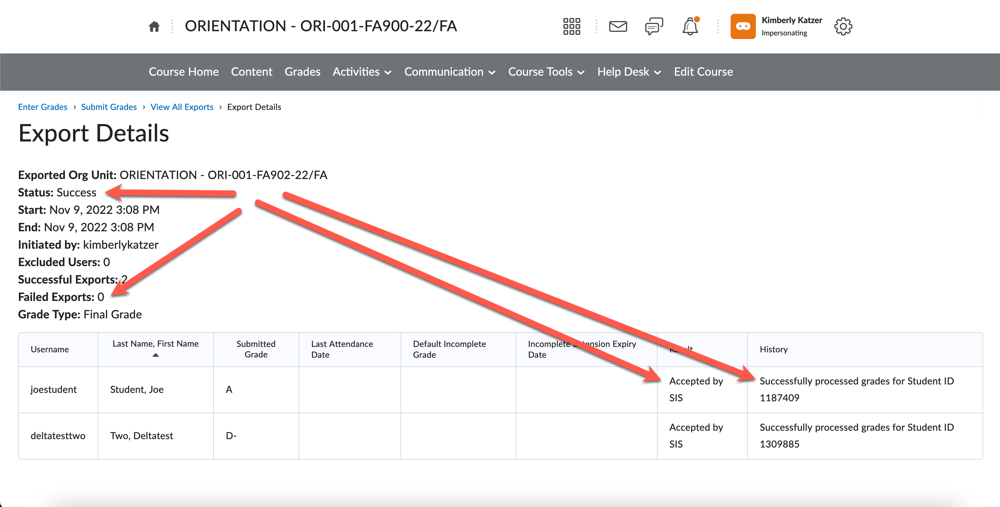 ORIENTATION - ORI-001-FA900-22/FA
Kimberly Katzer
Impersonating
Course Home Content Grades Activities Communication Course Tools Help Desk Edit Course
Enter Grades › Submit Grades › View All Exports › Export Details
Export Details
Exported Org Unit: ORIENTATION - ORI-001-FA902-22/FA
Status: Success
Start: Nov 9, 2022 3:08 PM
End: Nov 9, 2022 3:08 PM
Initiated by: kimberlykatzer
Excluded Users: 0
Successful Exports: 2
Failed Exports: 0
Grade Type: Final Grade
Username
Last Name, First Name
Submitted
Grade
Last Attendance
Date
Default Incomplete
Grade
Incomplete Extension Expiry
Date
Result
History
joestudent
Student, Joe
A
Accepted by
SIS
Successfully processed grades for Student ID
1187409
deltatesttwo
Two, Deltatest
D-
Accepted by
SIS
Successfully processed grades for Student ID
1309885